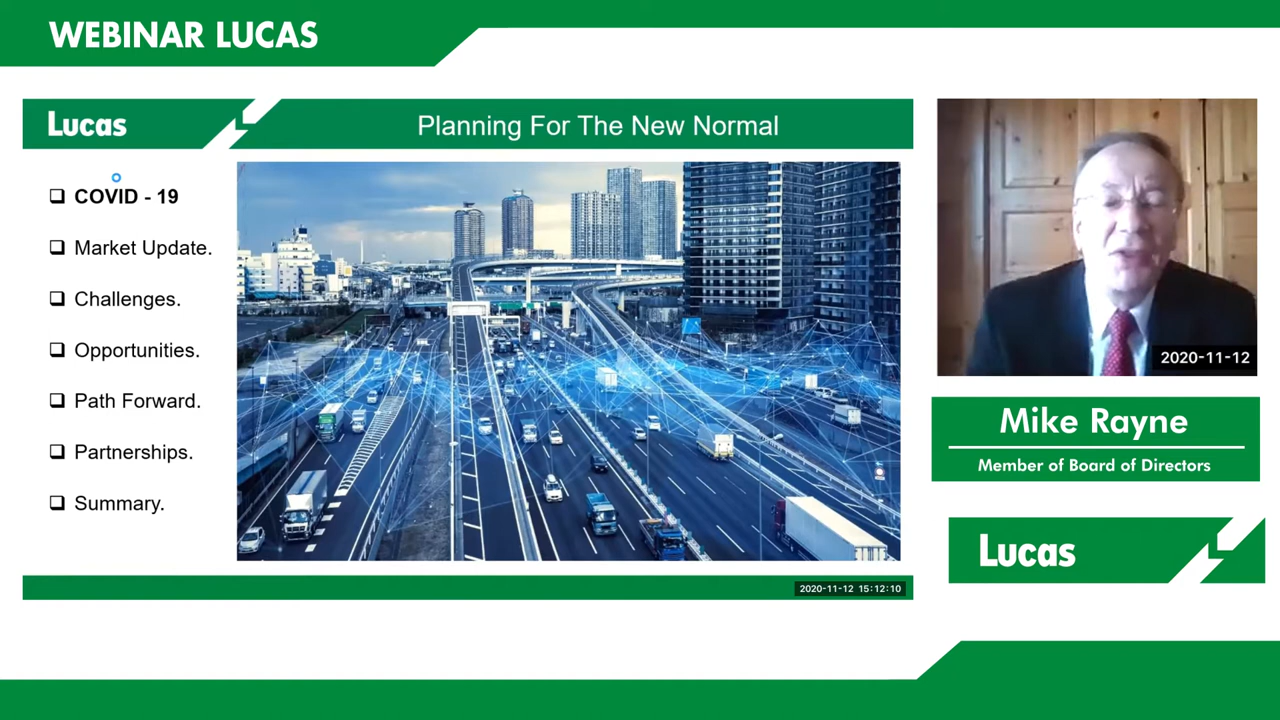 WEBINAR LUCAS
Lucas
Planning For The New Normal
COVID - 19
Market Update.
Challenges.
Opportunities.
Path Forward.
Partnerships.
Summary.
2020-11-12 15:12:10
2020-11-12
Mike Rayne
Member of Board of Directors
Lucas